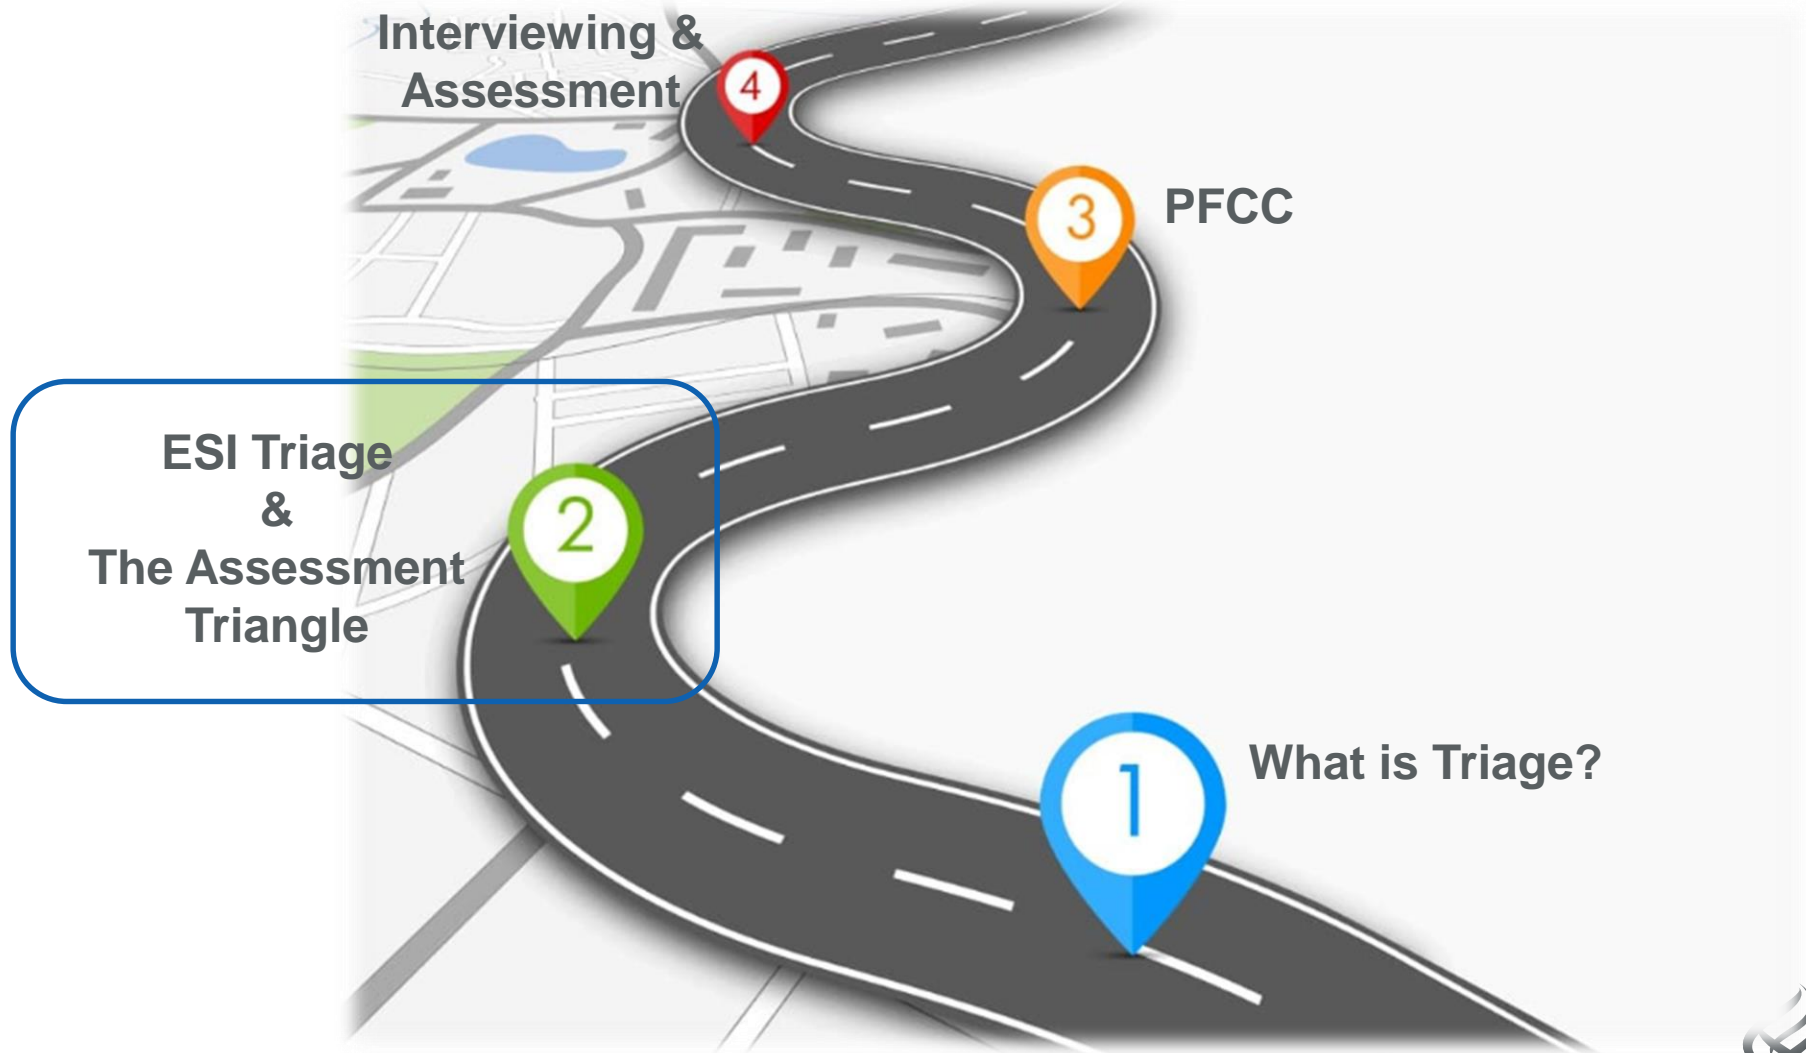 Interviewing &
Assessment
4
3
PFCC
ESI Triage
&
The Assessment
Triangle
2
1
What is Triage?